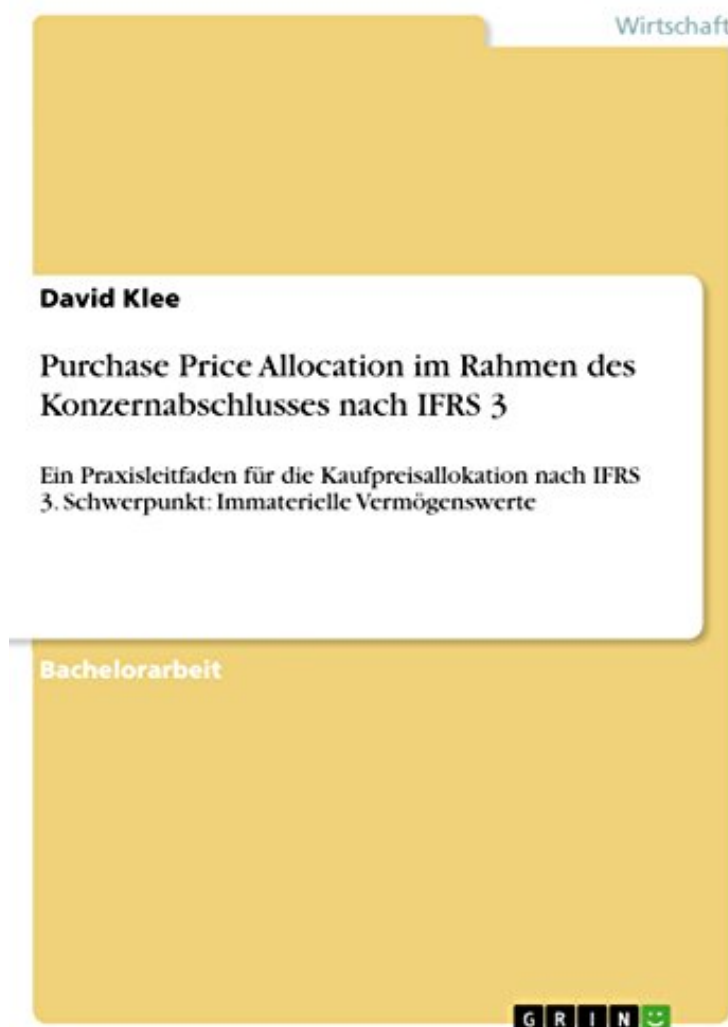 Wirtschaft
David Klee
Purchase Price Allocation im Rahmen des
Konzernabschlusses nach IFRS 3
Ein Praxisleitfaden für die Kaufpreisallokation nach IFRS
3. Schwerpunkt: Immaterielle Vermögenswerte
Bachelorarbeit
GRIN